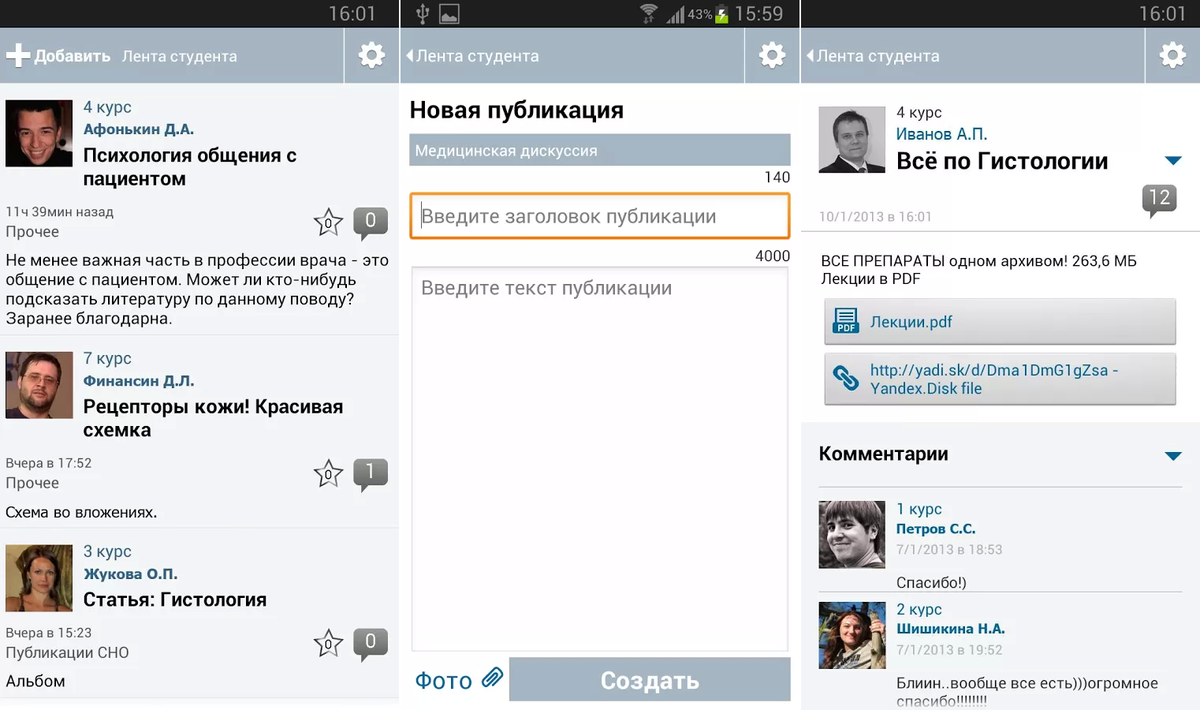 16:01
Добавить Лента студента
4 курс
Афонькин Д.А.
Психология общения с
пациентом
11ч 39мин назад
Прочее
0 0
Не менее важная часть в профессии врача - это
общение с пациентом. Может ли кто-нибудь
подсказать литературу по данному поводу?
Заранее благодарна.
7 курс
Финансин Д.Л.
Рецепторы кожи! Красивая
схемка
Вчера в 17:52
Прочее
0 1
Схема во вложениях.
3 курс
Жукова О.П.
Статья: Гистология
Вчера в 15:23
Публикации СНО
0 0
Альбом
43% 15:59
Лента студента
Новая публикация
Медицинская дискуссия
140
Введите заголовок публикации
4000
Введите текст публикации
Фото Создать
16:01
Лента студента
4 курс
Иванов А.П.
Всё по Гистологии
12
10/1/2013 в 16:01
ВСЕ ПРЕПАРАТЫ одном архивом! 263,6 МБ
Лекции в PDF
PDF Лекции.pdf
http://yadi.sk/d/Dma1DmG1gZsa -
Yandex.Disk file
Комментарии
1 курс
Петров С.С.
7/1/2013 в 18:53
Спасибо!)
2 курс
Шишикина Н.А.
7/1/2013 в 19:52
Блиин..вообще все есть)))огромное
спасибо!!!!!!!!